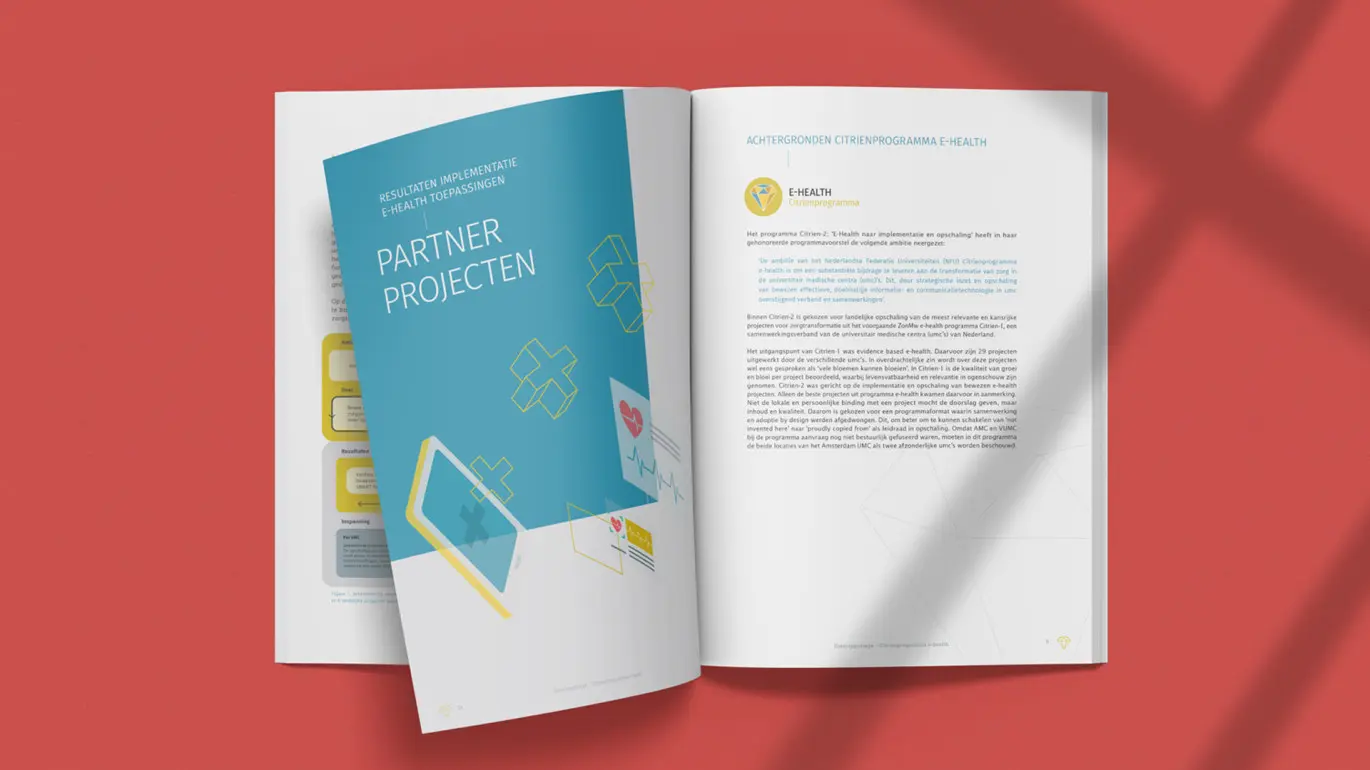 RESULTATEN IMPLEMENTATIE
E-HEALTH TOEPASSINGEN
PARTNER
PROJECTEN
Resultaten
Toepassing
Per UMC
ACHTERGRONDEN CITRIENPROGRAMMA E-HEALTH
E-HEALTH
Citrienprogramma
Het programma Citrien-2; 'E-Health naar implementatie en opschaling' heeft in haar
gehonoreerde programmavoorstel de volgende ambitie neergezet:
'De ambitie van het Nederlandse Federatie Universiteiten (NFU) Citrienprogramma
e-health is om een substantiële bijdrage te leveren aan de transformatie van zorg in
de universitair medische centra (umc's). Dit, door strategische inzet en opschaling
van bewezen effectieve, doelmatige informatie- en communicatietechnologie in umc
overstijgend verband en samenwerkingen'
Binnen Citrien-2 is gekozen voor landelijke opschaling van de meest relevante en kansrijke
projecten voor zorgtransformatie uit het voorgaande ZonMw e-health programma Citrien-1, een
samenwerkingsverband van de universitair medische centra (umc's) van Nederland.
Het uitgangspunt van Citrien-1 was evidence based e-health. Daarvoor zijn 29 projecten
uitgewerkt door de verschillende umc's. In overdrachtelijke zin wordt over deze projecten
wel eens gesproken als 'vele bloemen kunnen bloeien'. In Citrien-1 is de kwaliteit van groei
en bloei per project beoordeeld, waarbij levensvatbaarheid en relevantie in ogenschouw zijn
genomen. Citrien-2 was gericht op de implementatie en opschaling van bewezen e-health
projecten. Alleen de beste projecten uit programma e-health kwamen daarvoor in aanmerking.
Niet de lokale en persoonlijke binding met een project mocht de doorslag geven, maar
inhoud en kwaliteit. Daarom is gekozen voor een programmaformat waarin samenwerking
en adoptie by design werden afgedwongen. Dit, om beter om te kunnen schakelen van 'not
invented here' naar 'proudly copied from' als leidraad in opschaling. Omdat AMC en VUMC
bij de programma aanvraag nog niet bestuurlijk gefuseerd waren, moeten in dit programma
de beide locaties van het Amsterdam UMC als twee afzonderlijke umc's worden beschouwd.